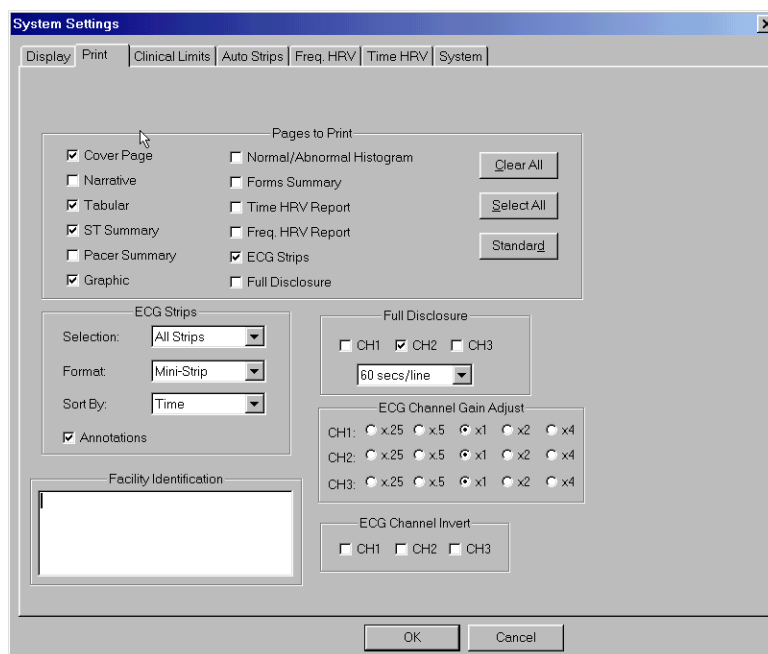 System Settings
Display Print Clinical Limits Auto Strips Freq. HRV Time HRV System
Pages to Print
Cover Page
Narrative
Tabular
ST Summary
Pacer Summary
Graphic
Normal/Abnormal Histogram
Forms Summary
Time HRV Report
Freq. HRV Report
ECG Strips
Full Disclosure
Clear All
Select All
Standard
ECG Strips
Selection: All Strips
Format: Mini-Strip
Sort By: Time
Annotations
Full Disclosure
CH1 CH2 CH3
60 secs/line
ECG Channel Gain Adjust
CH1: x.25 x.5 x1 x2 x4
CH2: x.25 x.5 x1 x2 x4
CH3: x.25 x.5 x1 x2 x4
Facility Identification
ECG Channel Invert
CH1 CH2 CH3
OK Cancel